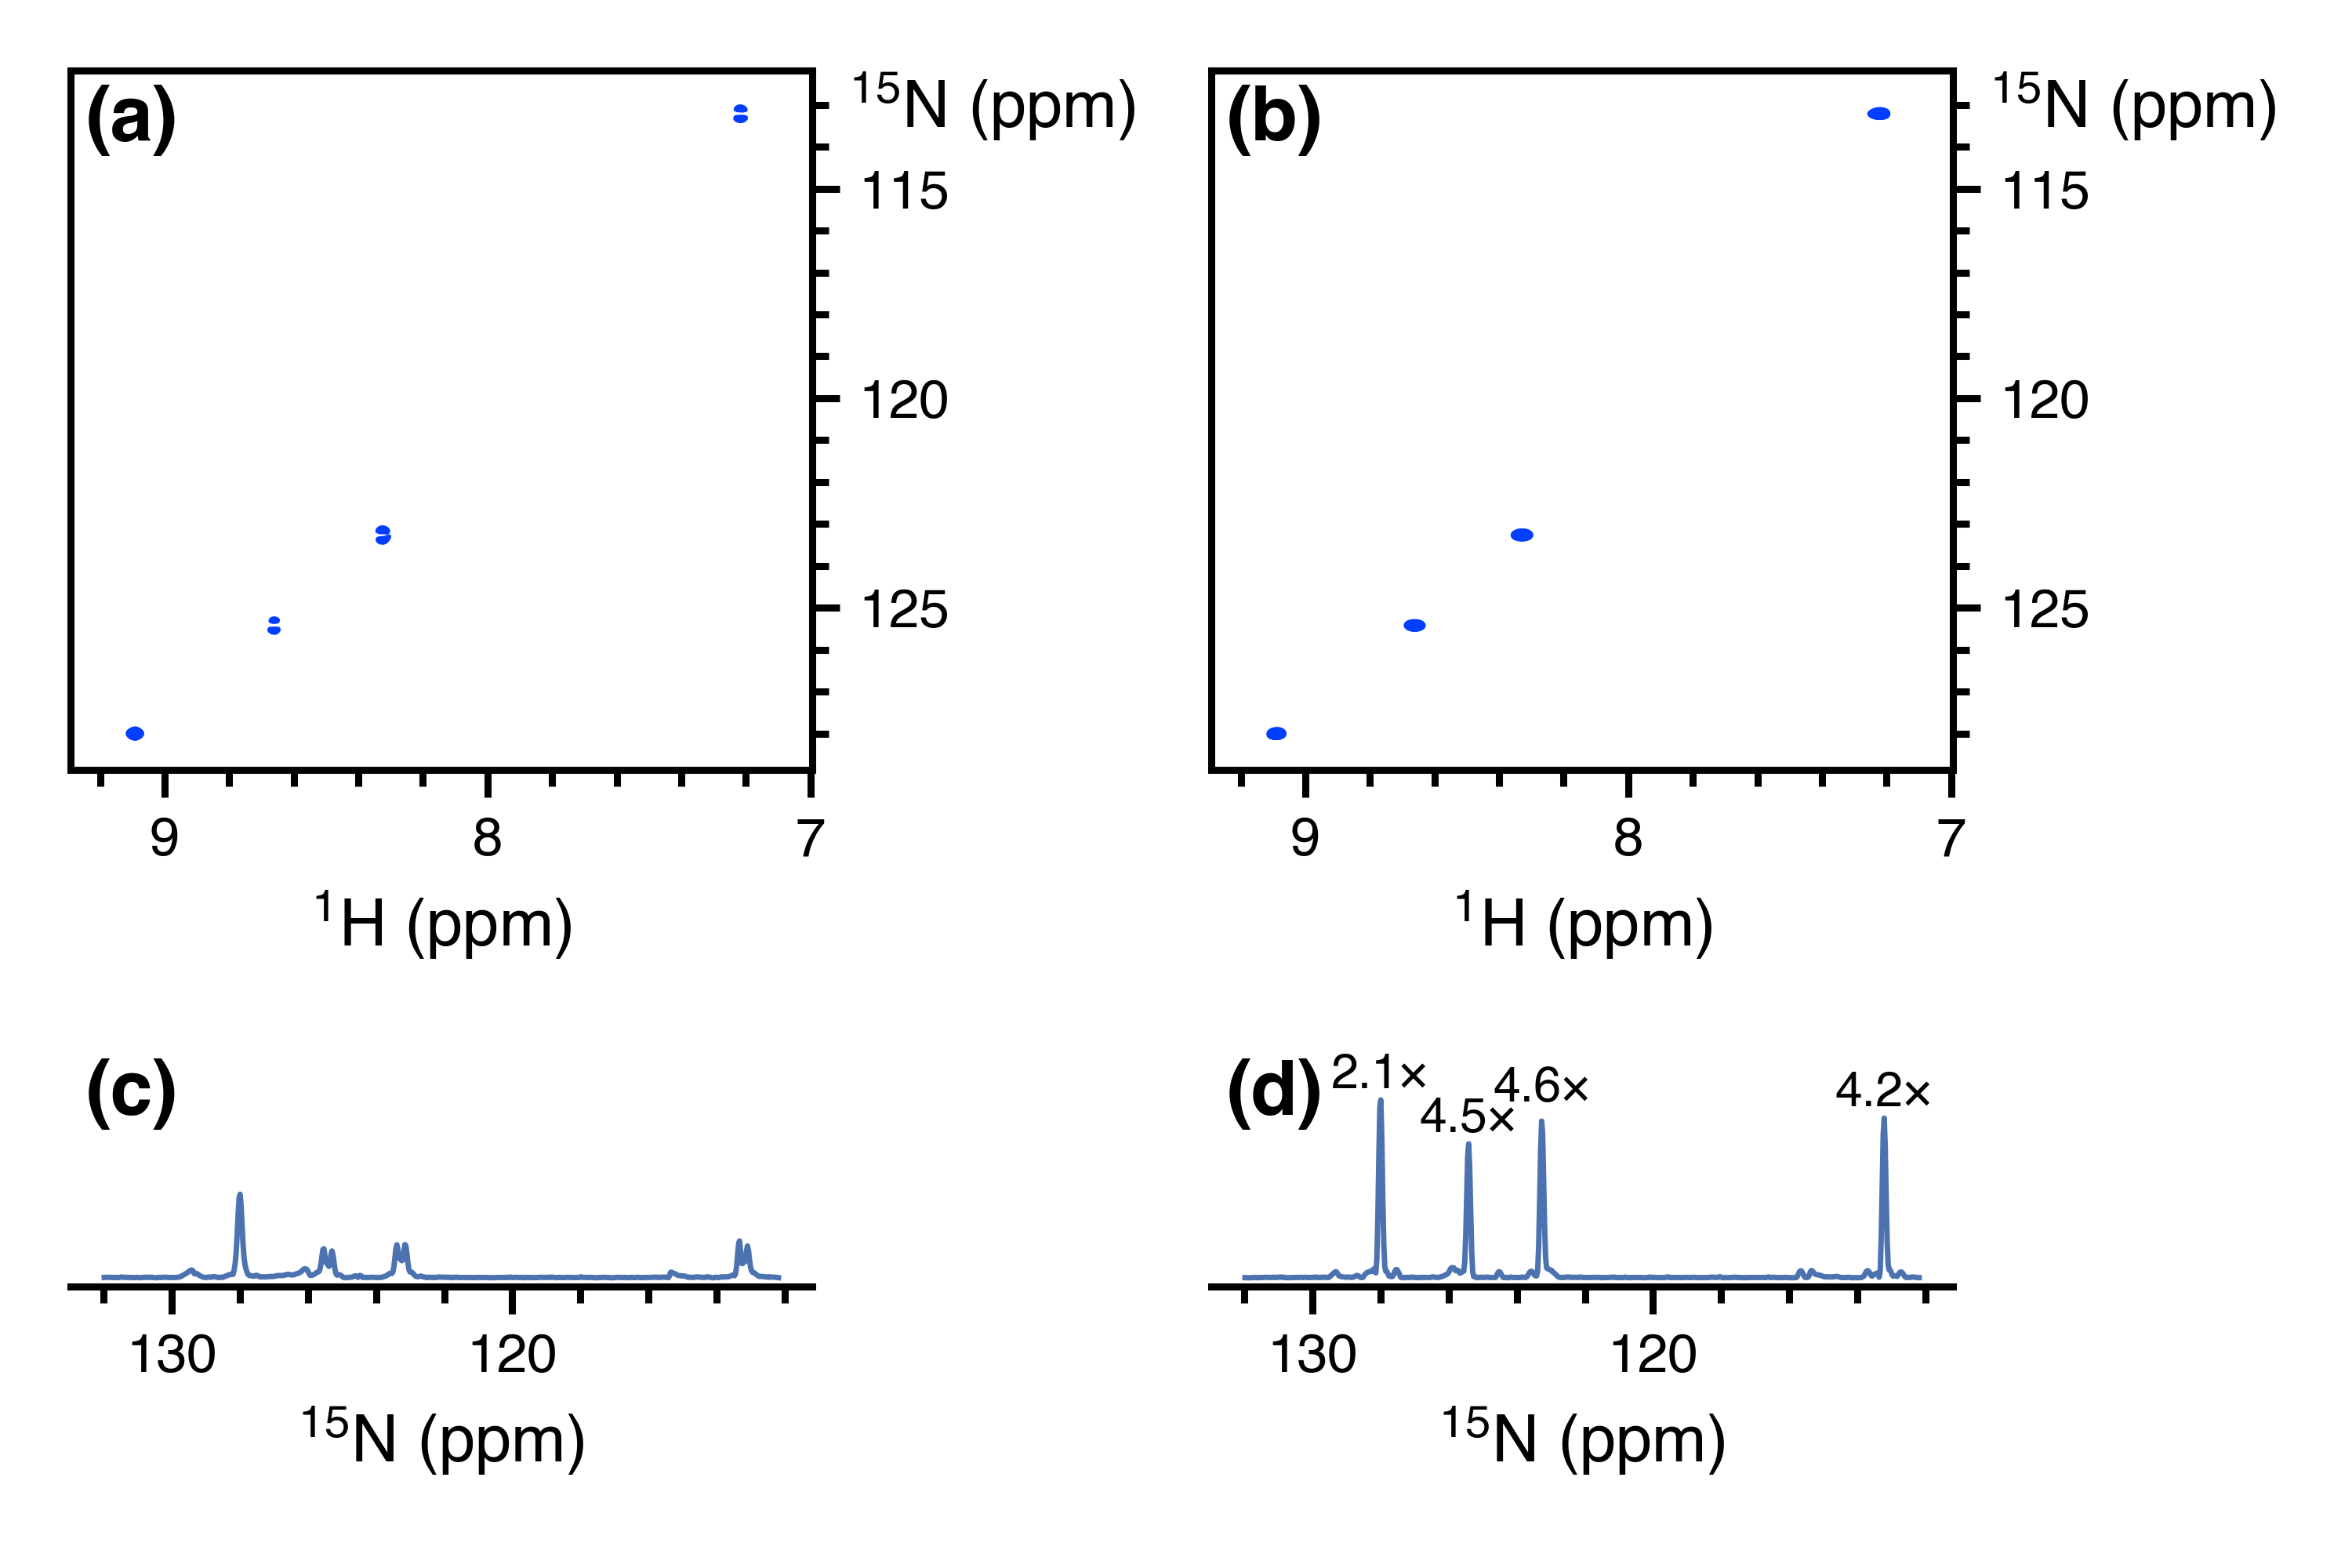 (a)
¹⁵N (ppm)
115
120
125
9 8 7
¹H (ppm)
(b)
¹⁵N (ppm)
115
120
125
9 8 7
¹H (ppm)
(c)
130 120
¹⁵N (ppm)
(d)
2.1×
4.5×
4.6×
4.2×
130 120
¹⁵N (ppm)